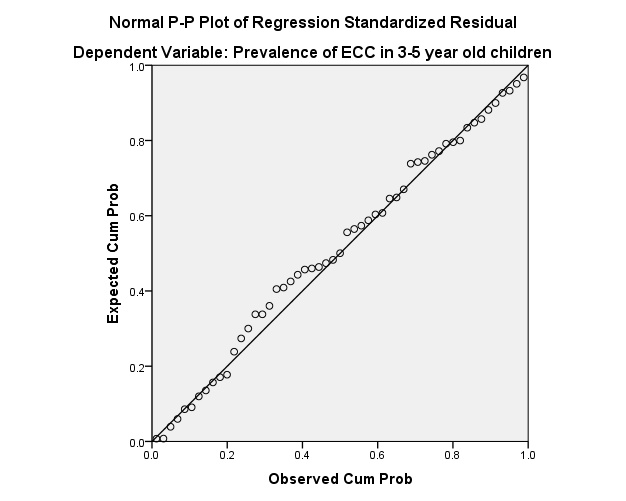 Normal P-P Plot of Regression Standardized Residual
Dependent Variable: Prevalence of ECC in 3-5 year old children
1.0
0.8
0.6
0.4
0.2
0.0
Expected Cum Prob
0.0 0.2 0.4 0.6 0.8 1.0
Observed Cum Prob